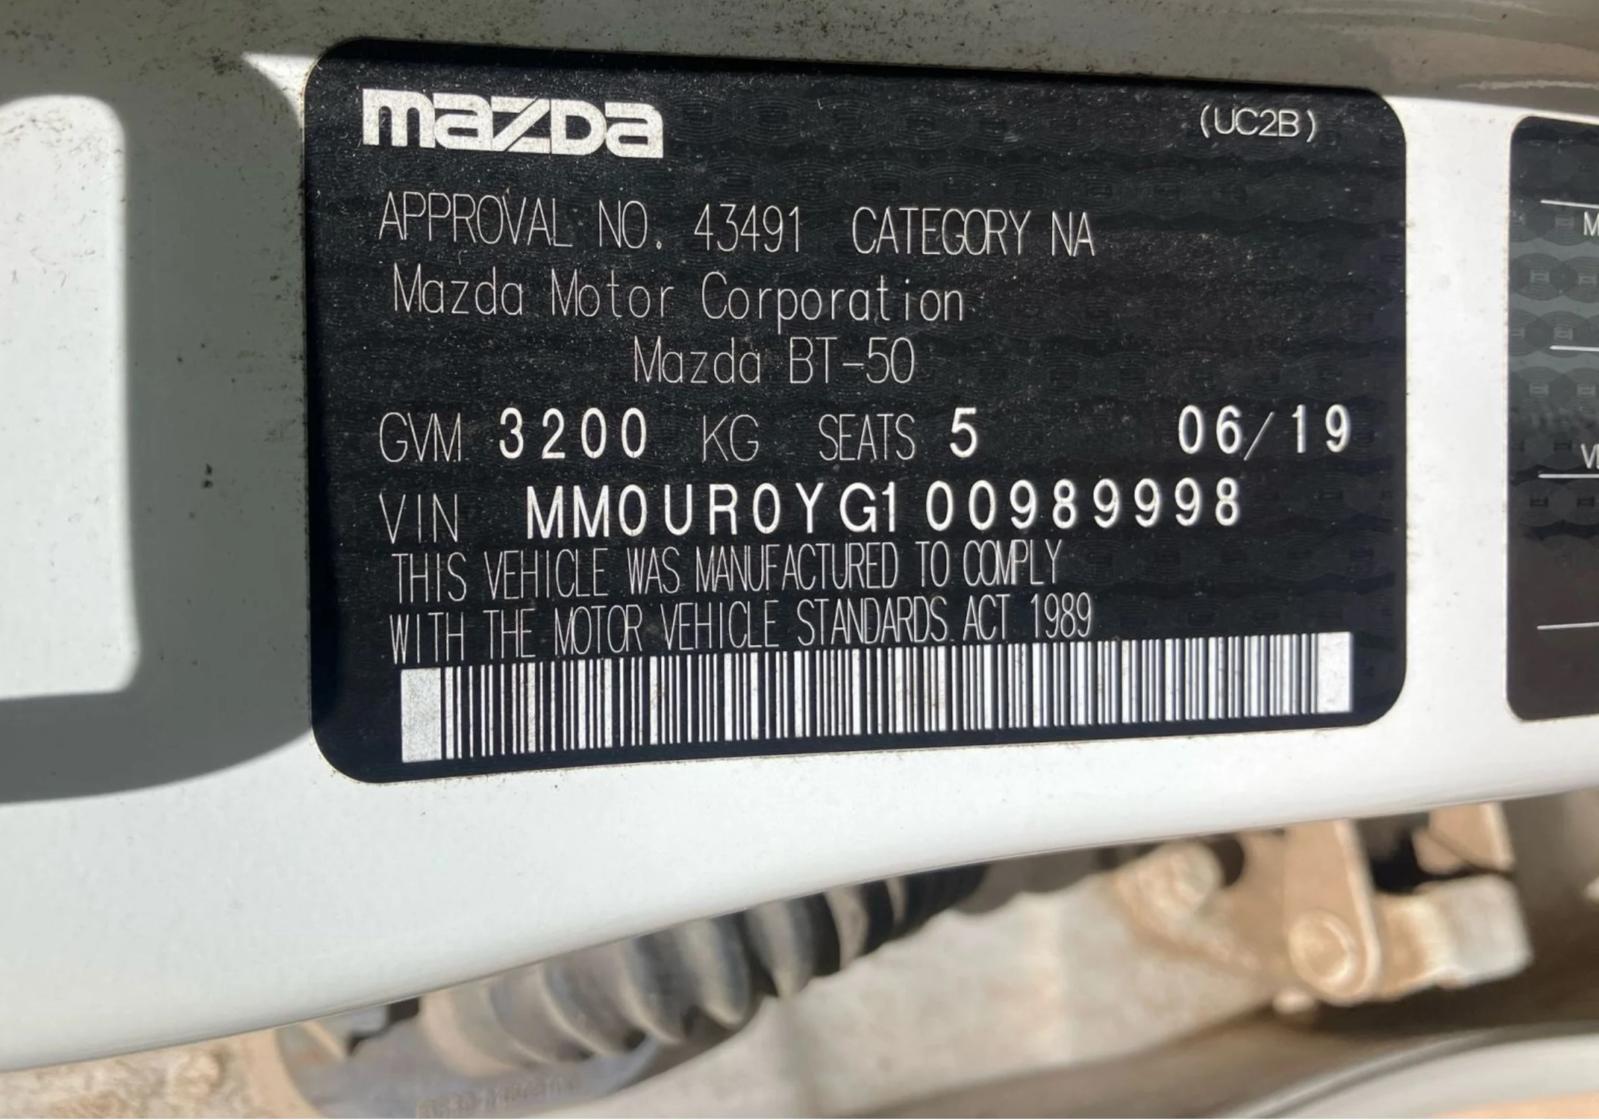 mazda (UC2B)
APPROVAL NO. 43491 CATEGORY NA
Mazda Motor Corporation
Mazda BT-50
GVM 3200 KG SEATS 5 06/19
VIN MM0UR0YG100989998
THIS VEHICLE WAS MANUFACTURED TO COMPLY
WITH THE MOTOR VEHICLE STANDARDS ACT 1989